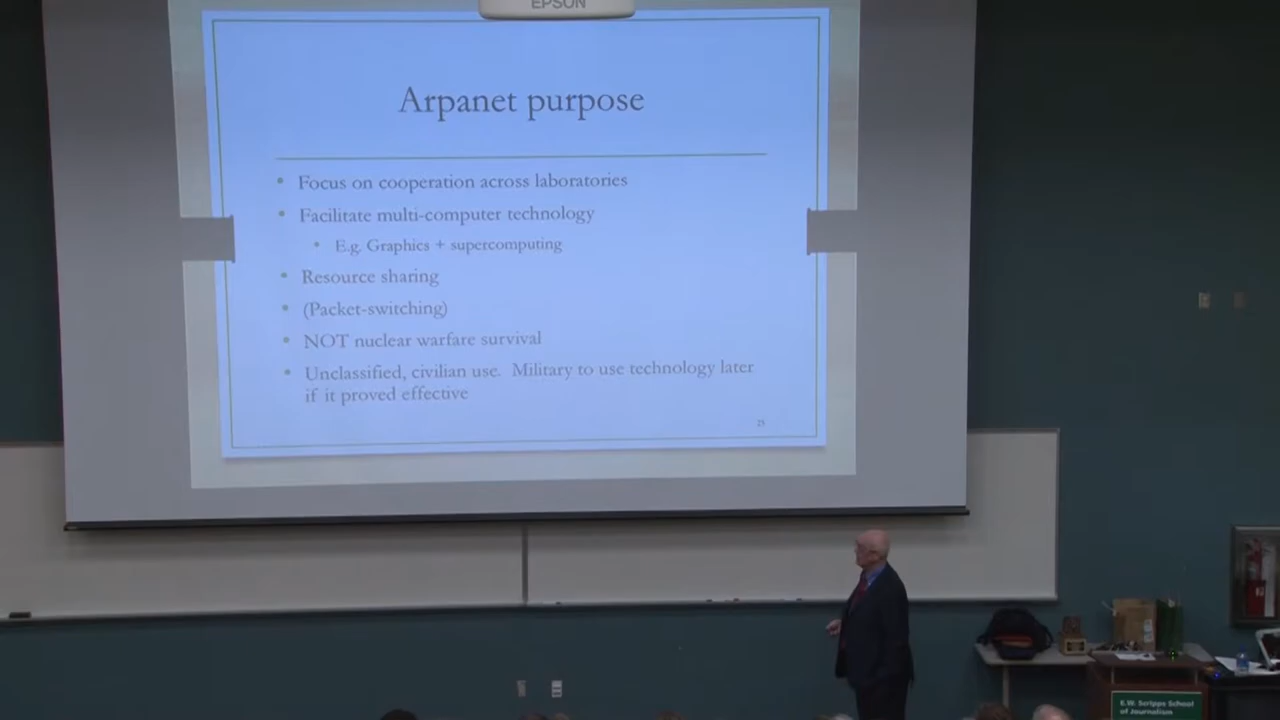 EPSON
Arpanet purpose
• Focus on cooperation across laboratories
• Facilitate multi-computer technology
• E.g. Graphics + supercomputing
• Resource sharing
• (Packet-switching)
• NOT nuclear warfare survival
• Unclassified, civilian use. Military to use technology later
if it proved effective
25
E.W. Scripps School
of Journalism